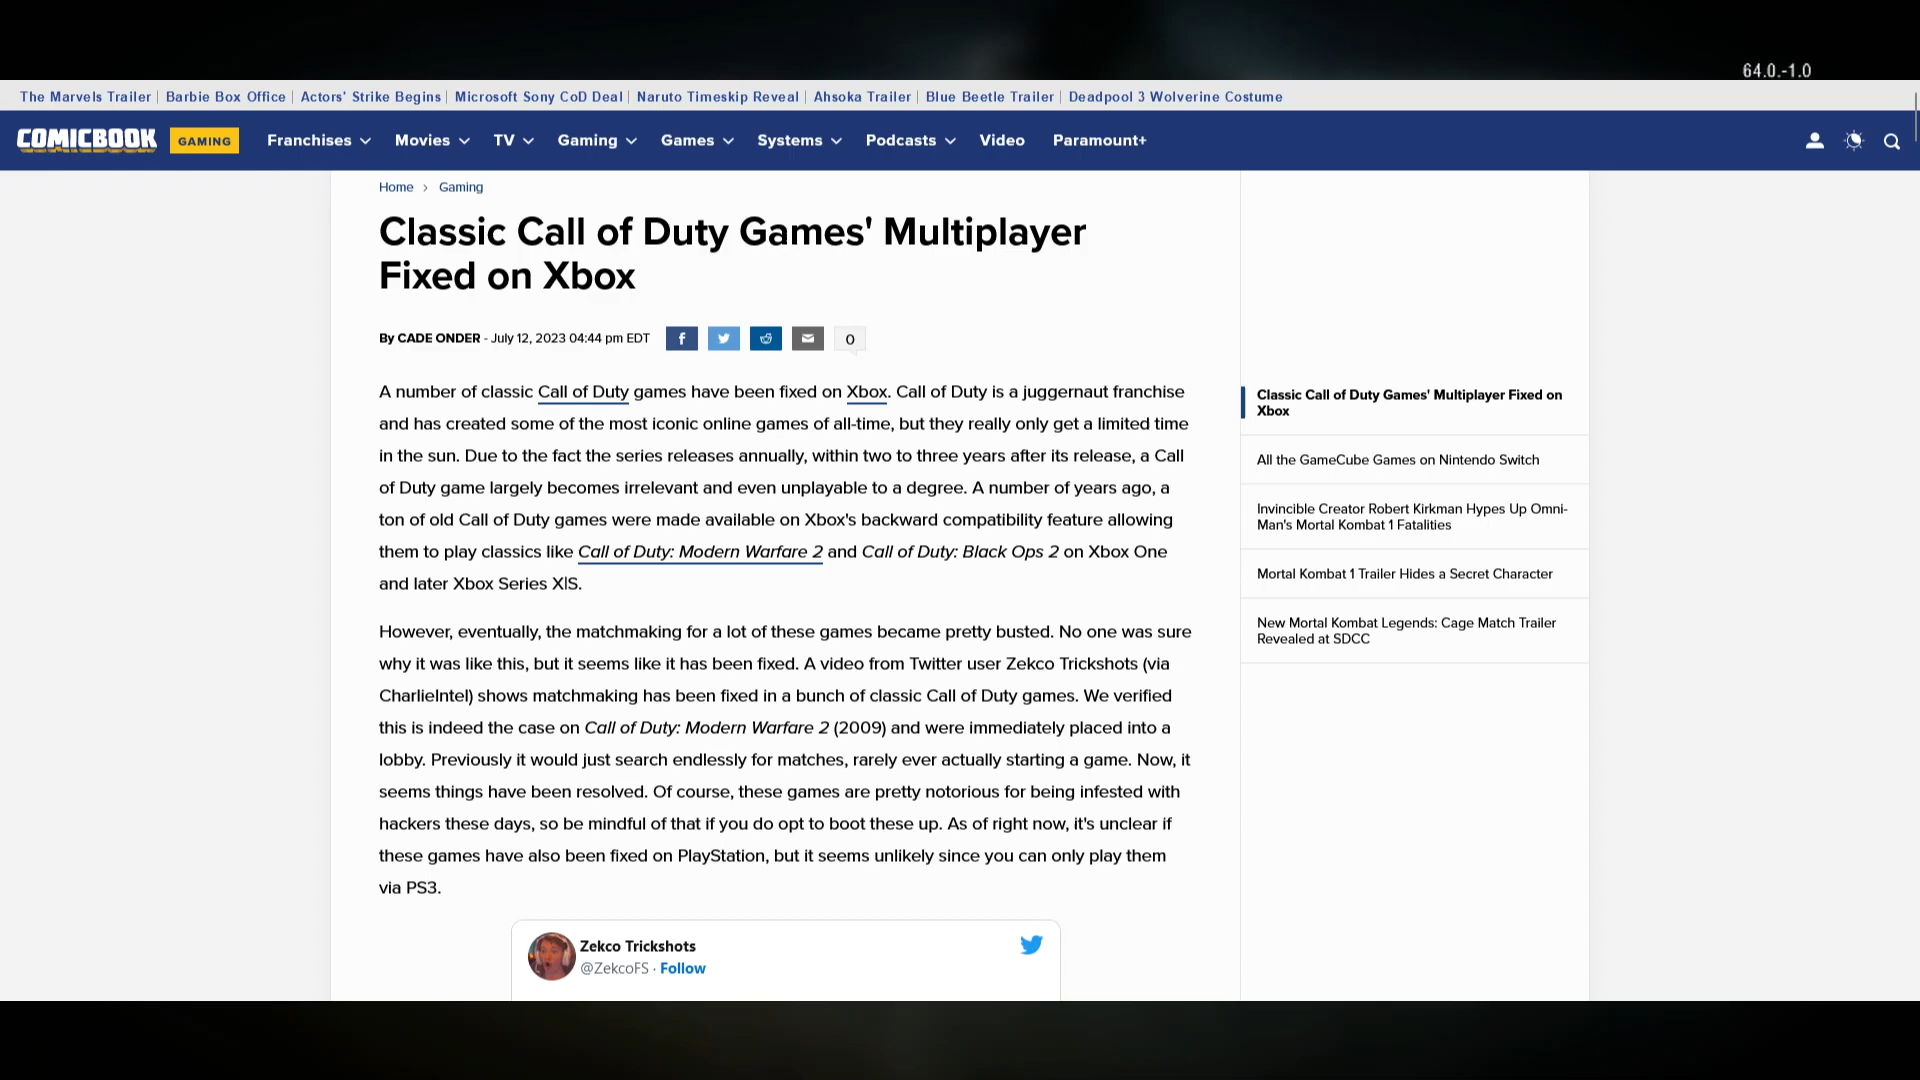 64.0.-1.0
The Marvels Trailer | Barbie Box Office | Actors' Strike Begins | Microsoft Sony CoD Deal | Naruto Timeskip Reveal | Ahsoka Trailer | Blue Beetle Trailer | Deadpool 3 Wolverine Costume
COMICBOOK GAMING Franchises Movies TV Gaming Games Systems Podcasts Video Paramount+
Home > Gaming
Classic Call of Duty Games' Multiplayer
Fixed on Xbox
By CADE ONDER - July 12, 2023 04:44 pm EDT
0
A number of classic Call of Duty games have been fixed on Xbox. Call of Duty is a juggernaut franchise
and has created some of the most iconic online games of all-time, but they really only get a limited time
in the sun. Due to the fact the series releases annually, within two to three years after its release, a Call
of Duty game largely becomes irrelevant and even unplayable to a degree. A number of years ago, a
ton of old Call of Duty games were made available on Xbox's backward compatibility feature allowing
them to play classics like Call of Duty: Modern Warfare 2 and Call of Duty: Black Ops 2 on Xbox One
and later Xbox Series X|S.
However, eventually, the matchmaking for a lot of these games became pretty busted. No one was sure
why it was like this, but it seems like it has been fixed. A video from Twitter user Zekco Trickshots (via
CharlieIntel) shows matchmaking has been fixed in a bunch of classic Call of Duty games. We verified
this is indeed the case on Call of Duty: Modern Warfare 2 (2009) and were immediately placed into a
lobby. Previously it would just search endlessly for matches, rarely ever actually starting a game. Now, it
seems things have been resolved. Of course, these games are pretty notorious for being infested with
hackers these days, so be mindful of that if you do opt to boot these up. As of right now, it's unclear if
these games have also been fixed on PlayStation, but it seems unlikely since you can only play them
via PS3.
Zekco Trickshots
@ZekcoFS · Follow
Classic Call of Duty Games' Multiplayer Fixed on
Xbox
All the GameCube Games on Nintendo Switch
Invincible Creator Robert Kirkman Hypes Up Omni-
Man's Mortal Kombat 1 Fatalities
Mortal Kombat 1 Trailer Hides a Secret Character
New Mortal Kombat Legends: Cage Match Trailer
Revealed at SDCC